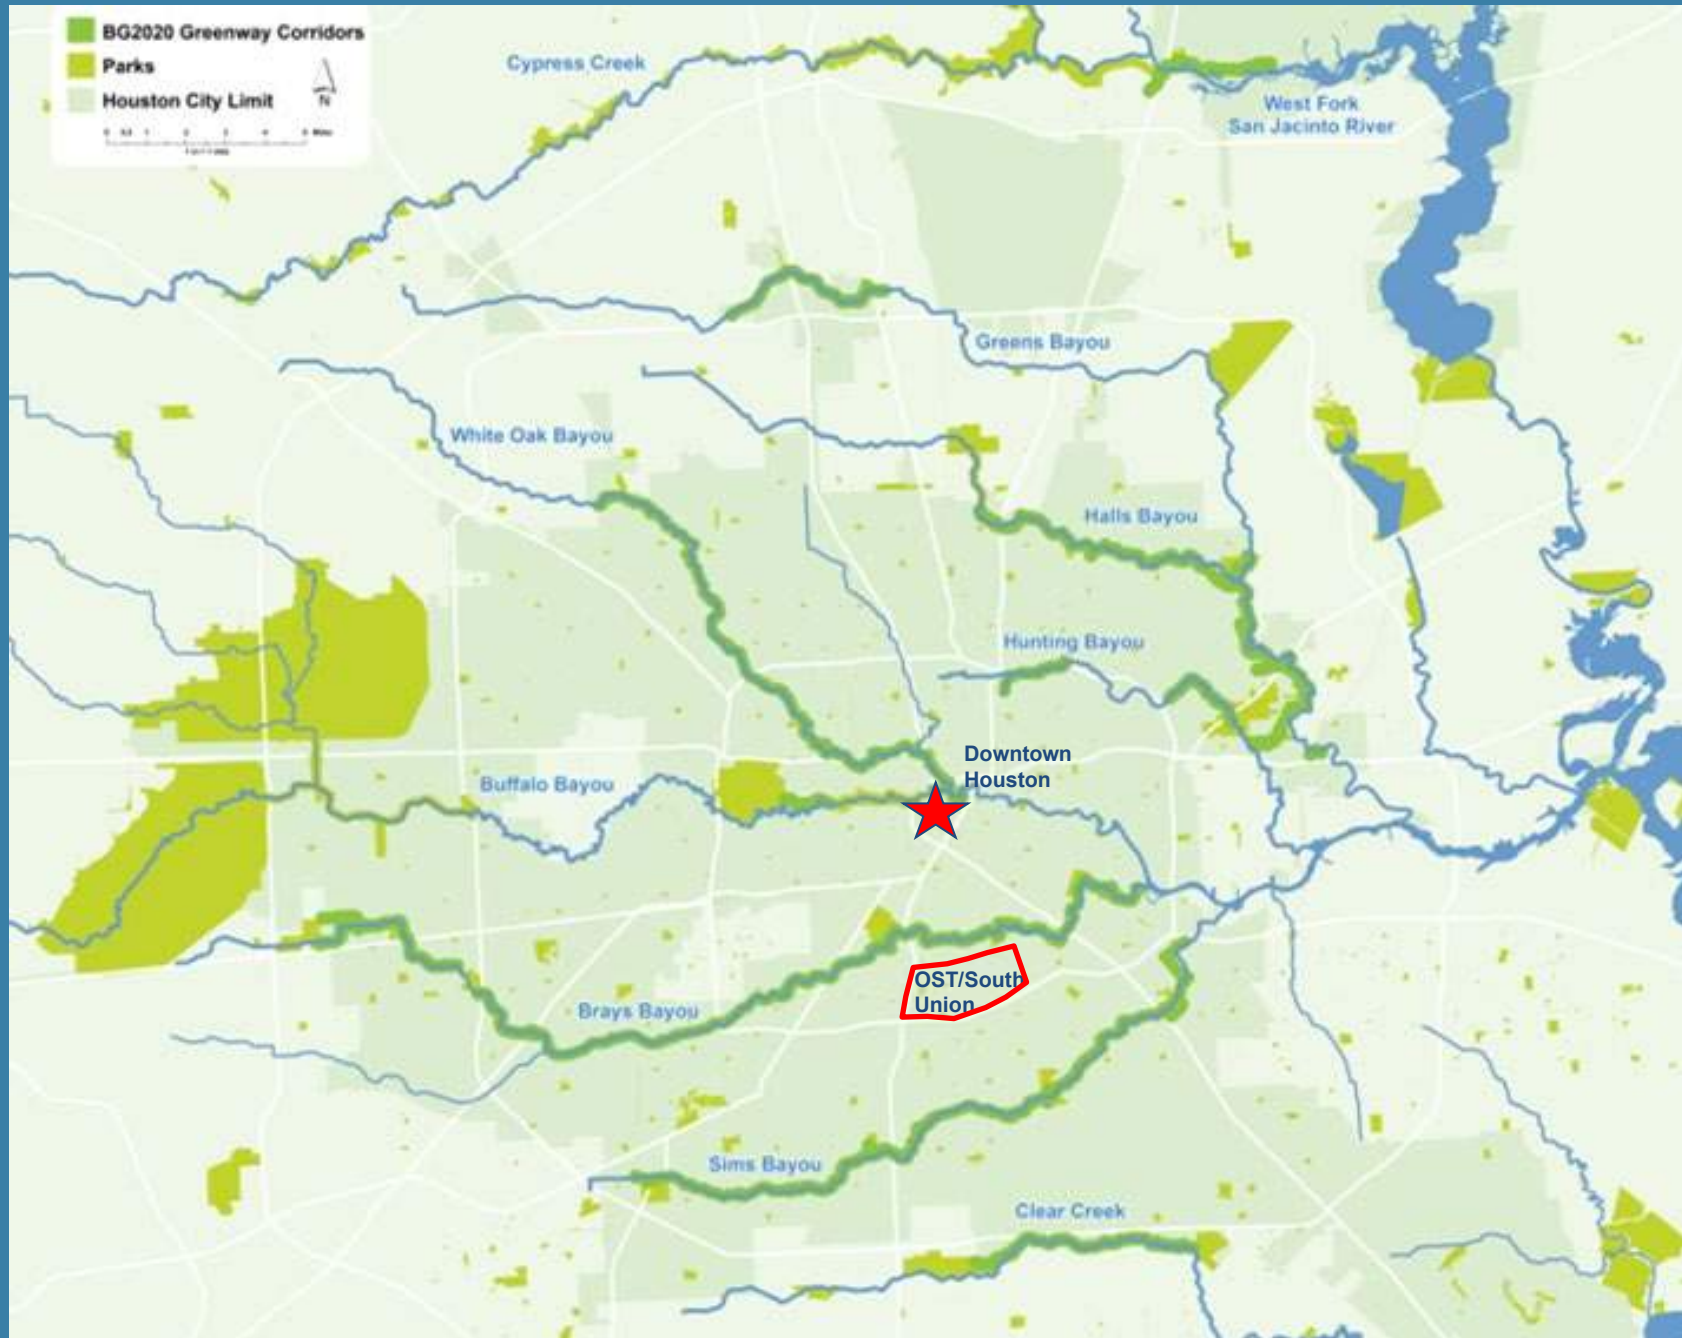 BG2020 Greenway Corridors
Parks
Houston City Limit
N
Cypress Creek
West Fork
San Jacinto River
Greens Bayou
White Oak Bayou
Halls Bayou
Hunting Bayou
Downtown
Houston
Buffalo Bayou
OST/South
Union
Brays Bayou
Sims Bayou
Clear Creek